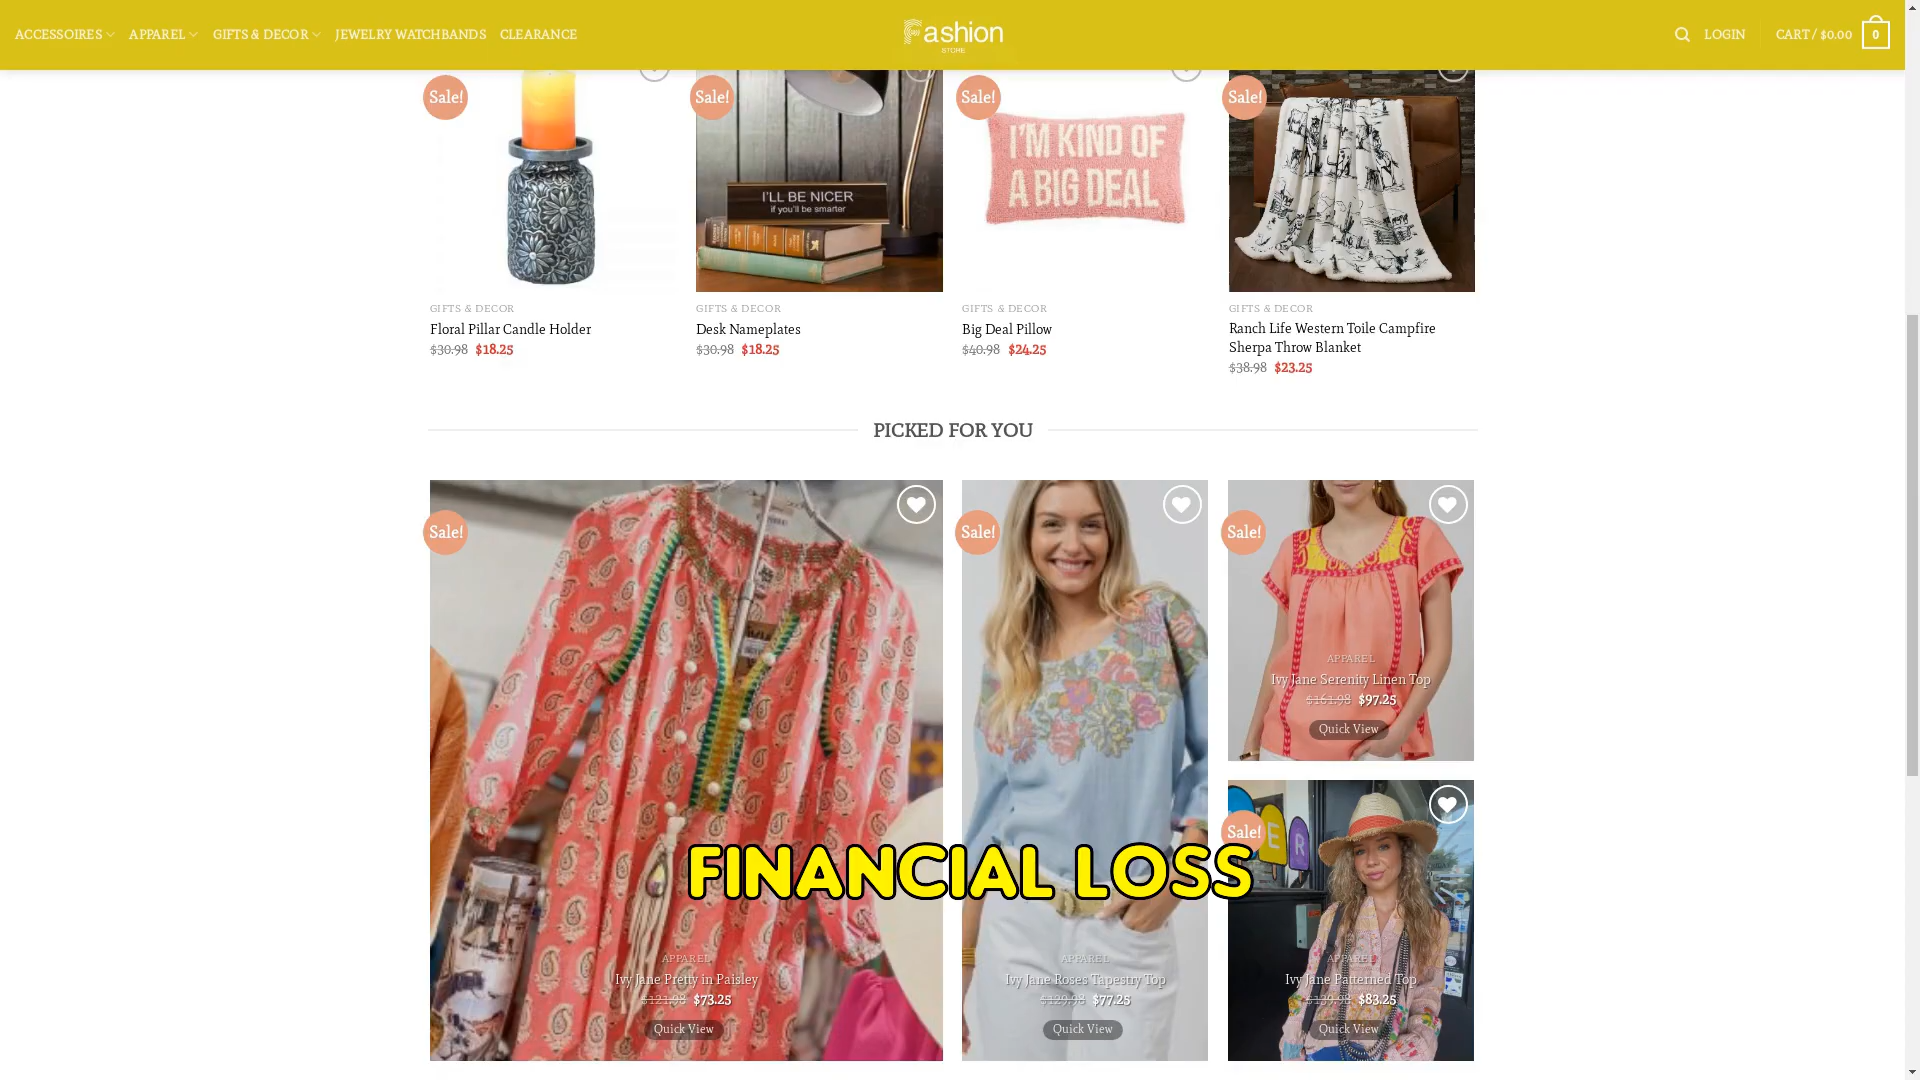 ACCESSOIRES APPAREL GIFTS & DECOR JEWELRY WATCHBANDS CLEARANCE
Fashion
STORE
LOGIN CART / $0.00 0
Sale! Sale! Sale! Sale!
I'LL BE NICER
if you'll be smarter
I'M KIND OF
A BIG DEAL
GIFTS & DECOR GIFTS & DECOR GIFTS & DECOR GIFTS & DECOR
Floral Pillar Candle Holder Desk Nameplates Big Deal Pillow Ranch Life Western Toile Campfire
Sherpa Throw Blanket
$30.98 $18.25 $30.98 $18.25 $40.98 $24.25 $38.98 $23.25
PICKED FOR YOU
Sale! Sale! Sale!
APPAREL
Ivy Jane Serenity Linen Top
$161.98 $97.25
Quick View
Sale!
E
R
FINANCIAL LOSS
APPAREL APPAREL APPAREL
Ivy Jane Pretty in Paisley Ivy Jane Roses Tapestry Top Ivy Jane Patterned Top
$121.98 $73.25 $129.98 $77.25 $139.98 $83.25
Quick View Quick View Quick View